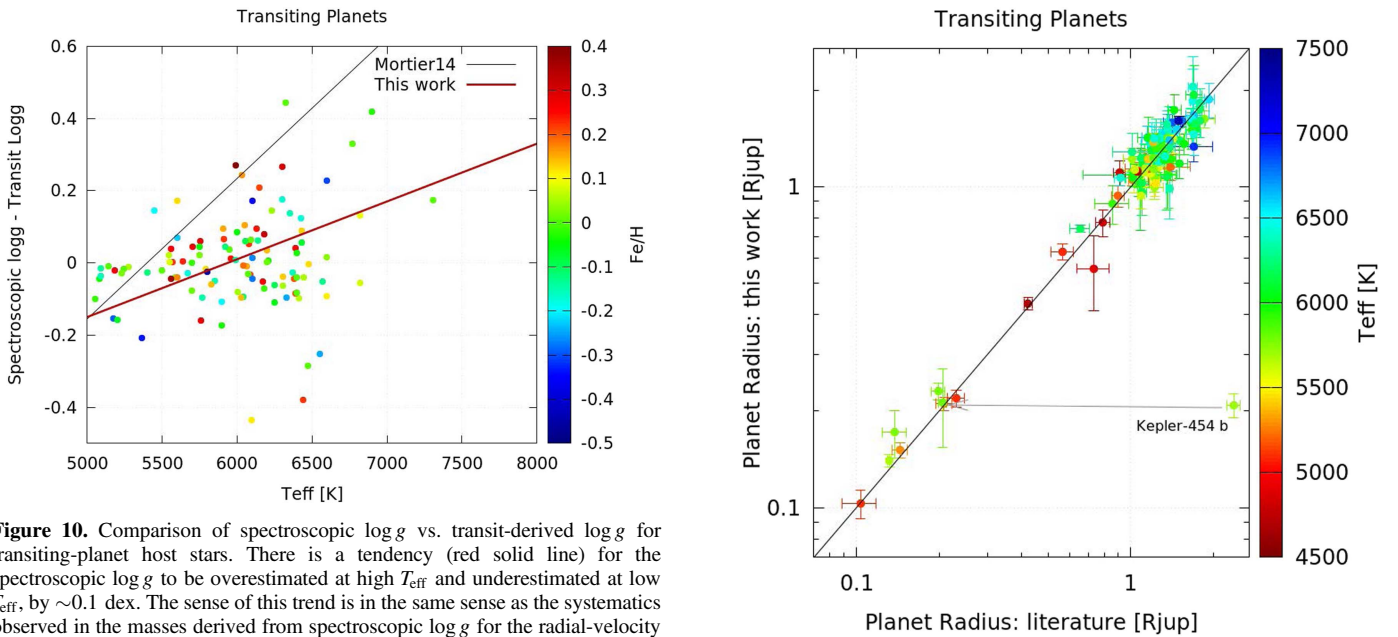 Transiting Planets
0.6
0.4
0.2
0
-0.2
-0.4
Spectroscopic logg - Transit Logg
Mortier14
This work
5000 5500 6000 6500 7000 7500 8000
Teff [K]
0.4
0.3
0.2
0.1
0
-0.1
-0.2
-0.3
-0.4
-0.5
Fe/H
Figure 10. Comparison of spectroscopic log g vs. transit-derived log g for
transiting-planet host stars. There is a tendency (red solid line) for the
spectroscopic log g to be overestimated at high Teff and underestimated at low
Teff, by ∼0.1 dex. The sense of this trend is in the same sense as the systematics
observed in the masses derived from spectroscopic log g for the radial-velocity
Transiting Planets
1
0.1
Planet Radius: this work [Rjup]
Kepler-454 b
0.1 1
Planet Radius: literature [Rjup]
7500
7000
6500
6000
5500
5000
4500
Teff [K]